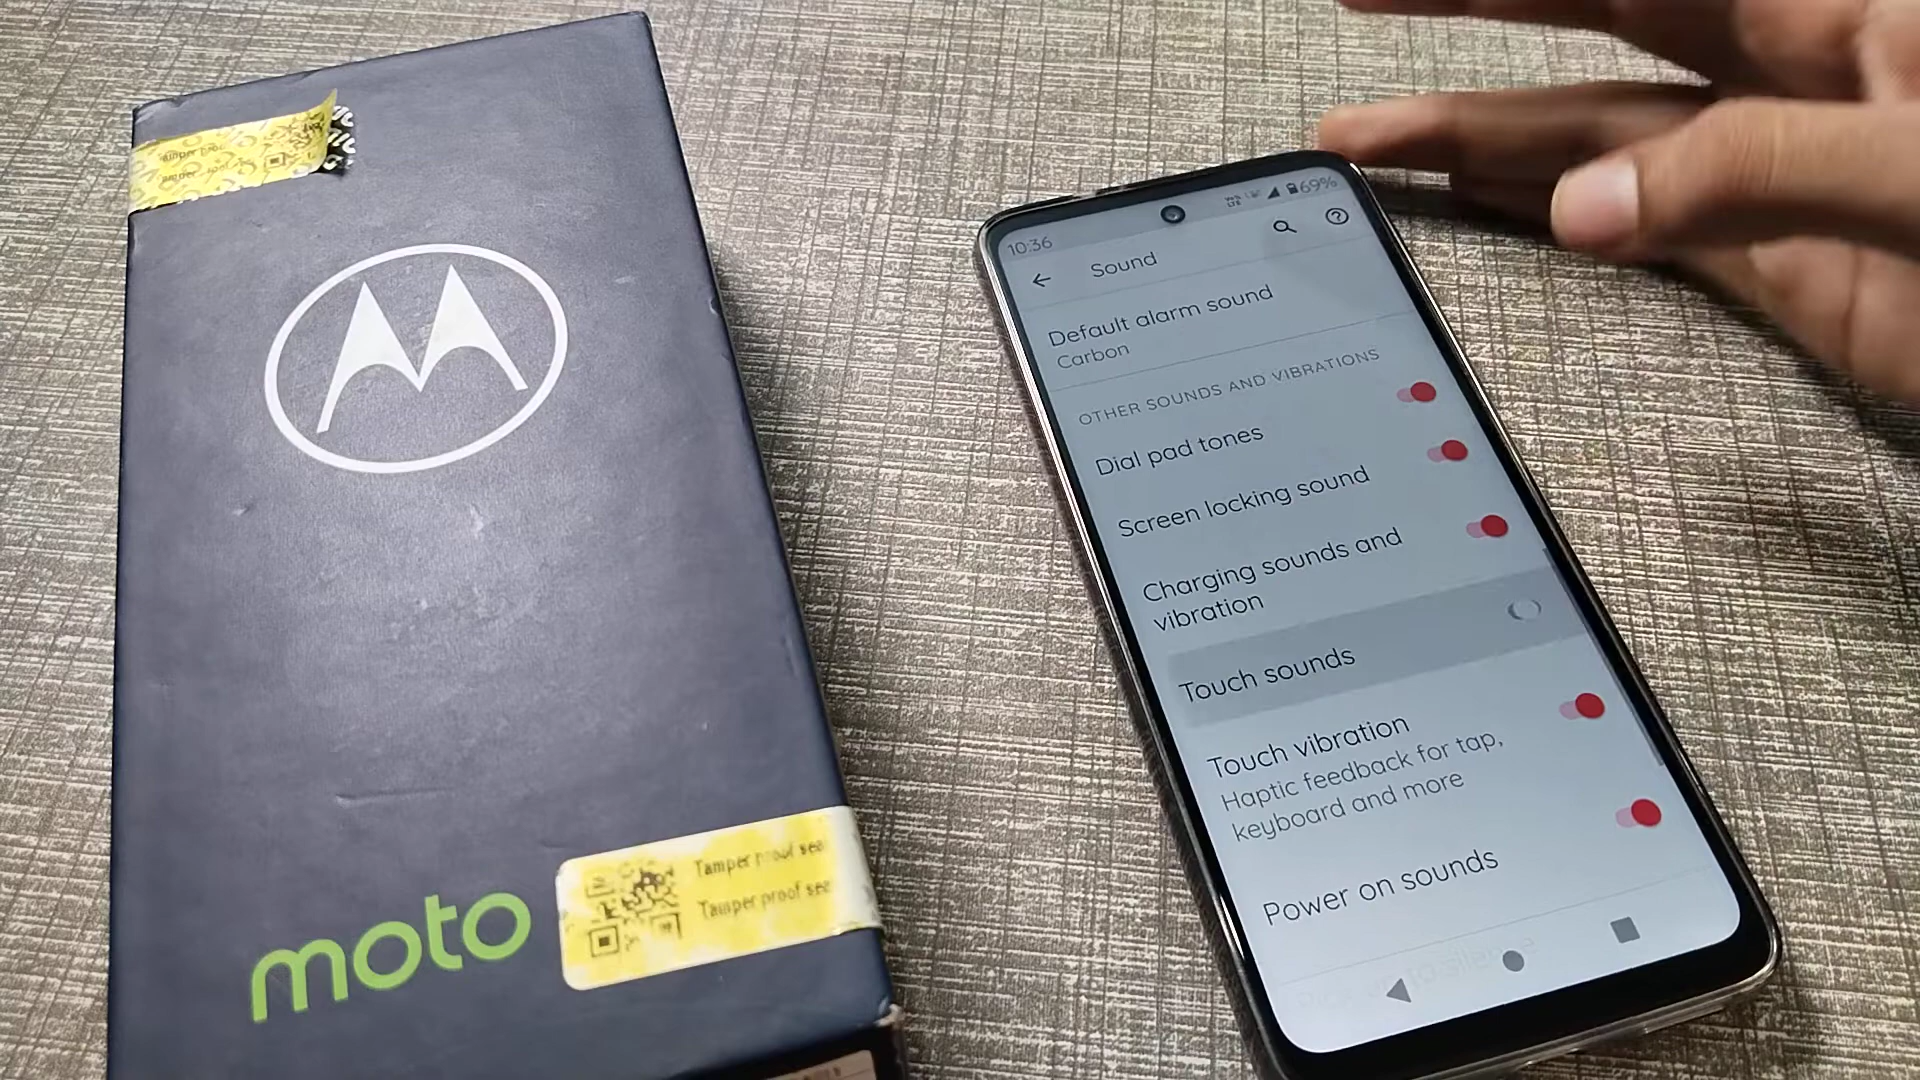 Tamper proof
moto
Tamper proof
Tamper proof
10:36
69%
Sound
Default alarm sound
Carbon
OTHER SOUNDS AND VIBRATIONS
Dial pad tones
Screen locking sound
Charging sounds and
vibration
Touch sounds
Touch vibration
Haptic feedback for tap,
keyboard and more
Power on sounds